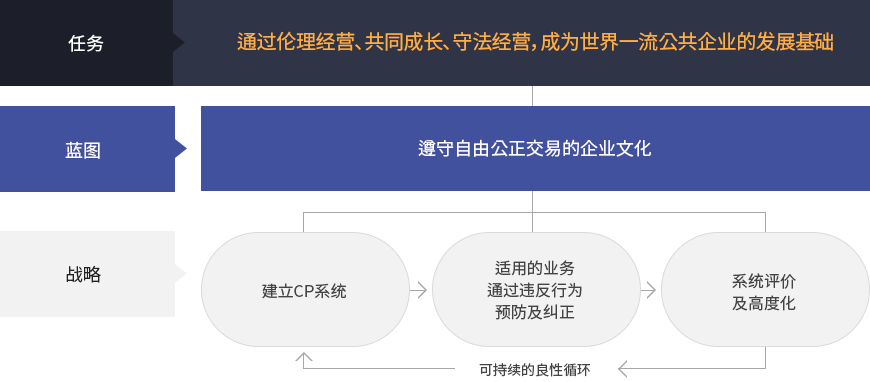 任务
通过伦理经营、共同成长、守法经营，成为世界一流公共企业的发展基础
蓝图
遵守自由公正交易的企业文化
战略
建立CP系统
适用的业务
通过违反行为
预防及纠正
系统评价
及高度化
可持续的良性循环